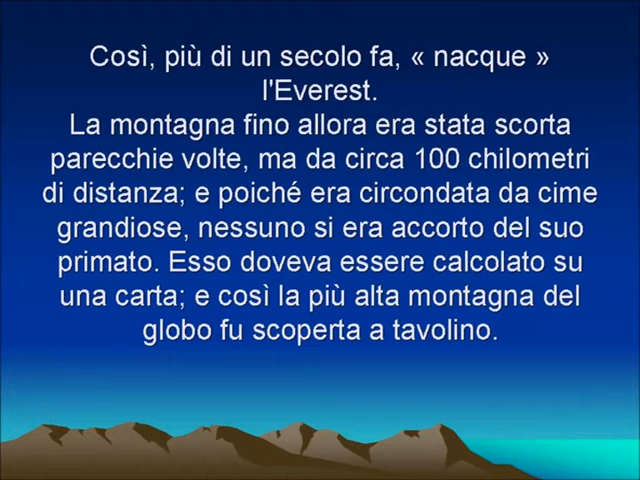 Così, più di un secolo fa, « nacque »
l'Everest.
La montagna fino allora era stata scorta
parecchie volte, ma da circa 100 chilometri
di distanza; e poiché era circondata da cime
grandiose, nessuno si era accorto del suo
primato. Esso doveva essere calcolato su
una carta; e così la più alta montagna del
globo fu scoperta a tavolino.